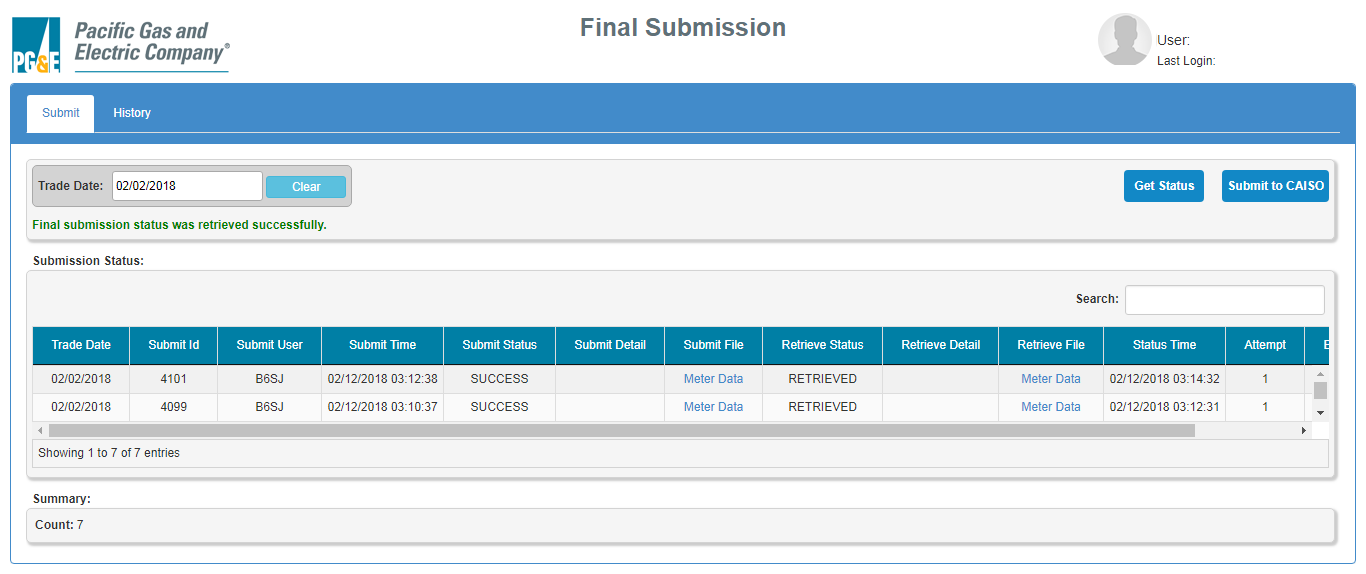 PG&E Pacific Gas and Electric Company®
Final Submission
User:
Last Login:
Submit History
Trade Date: 02/02/2018 Clear Get Status Submit to CAISO
Final submission status was retrieved successfully.
Submission Status:
Search:
Trade Date Submit Id Submit User Submit Time Submit Status Submit Detail Submit File Retrieve Status Retrieve Detail Retrieve File Status Time Attempt
02/02/2018 4101 B6SJ 02/12/2018 03:12:38 SUCCESS Meter Data RETRIEVED Meter Data 02/12/2018 03:14:32 1
02/02/2018 4099 B6SJ 02/12/2018 03:10:37 SUCCESS Meter Data RETRIEVED Meter Data 02/12/2018 03:12:31 1
Showing 1 to 7 of 7 entries
Summary:
Count: 7